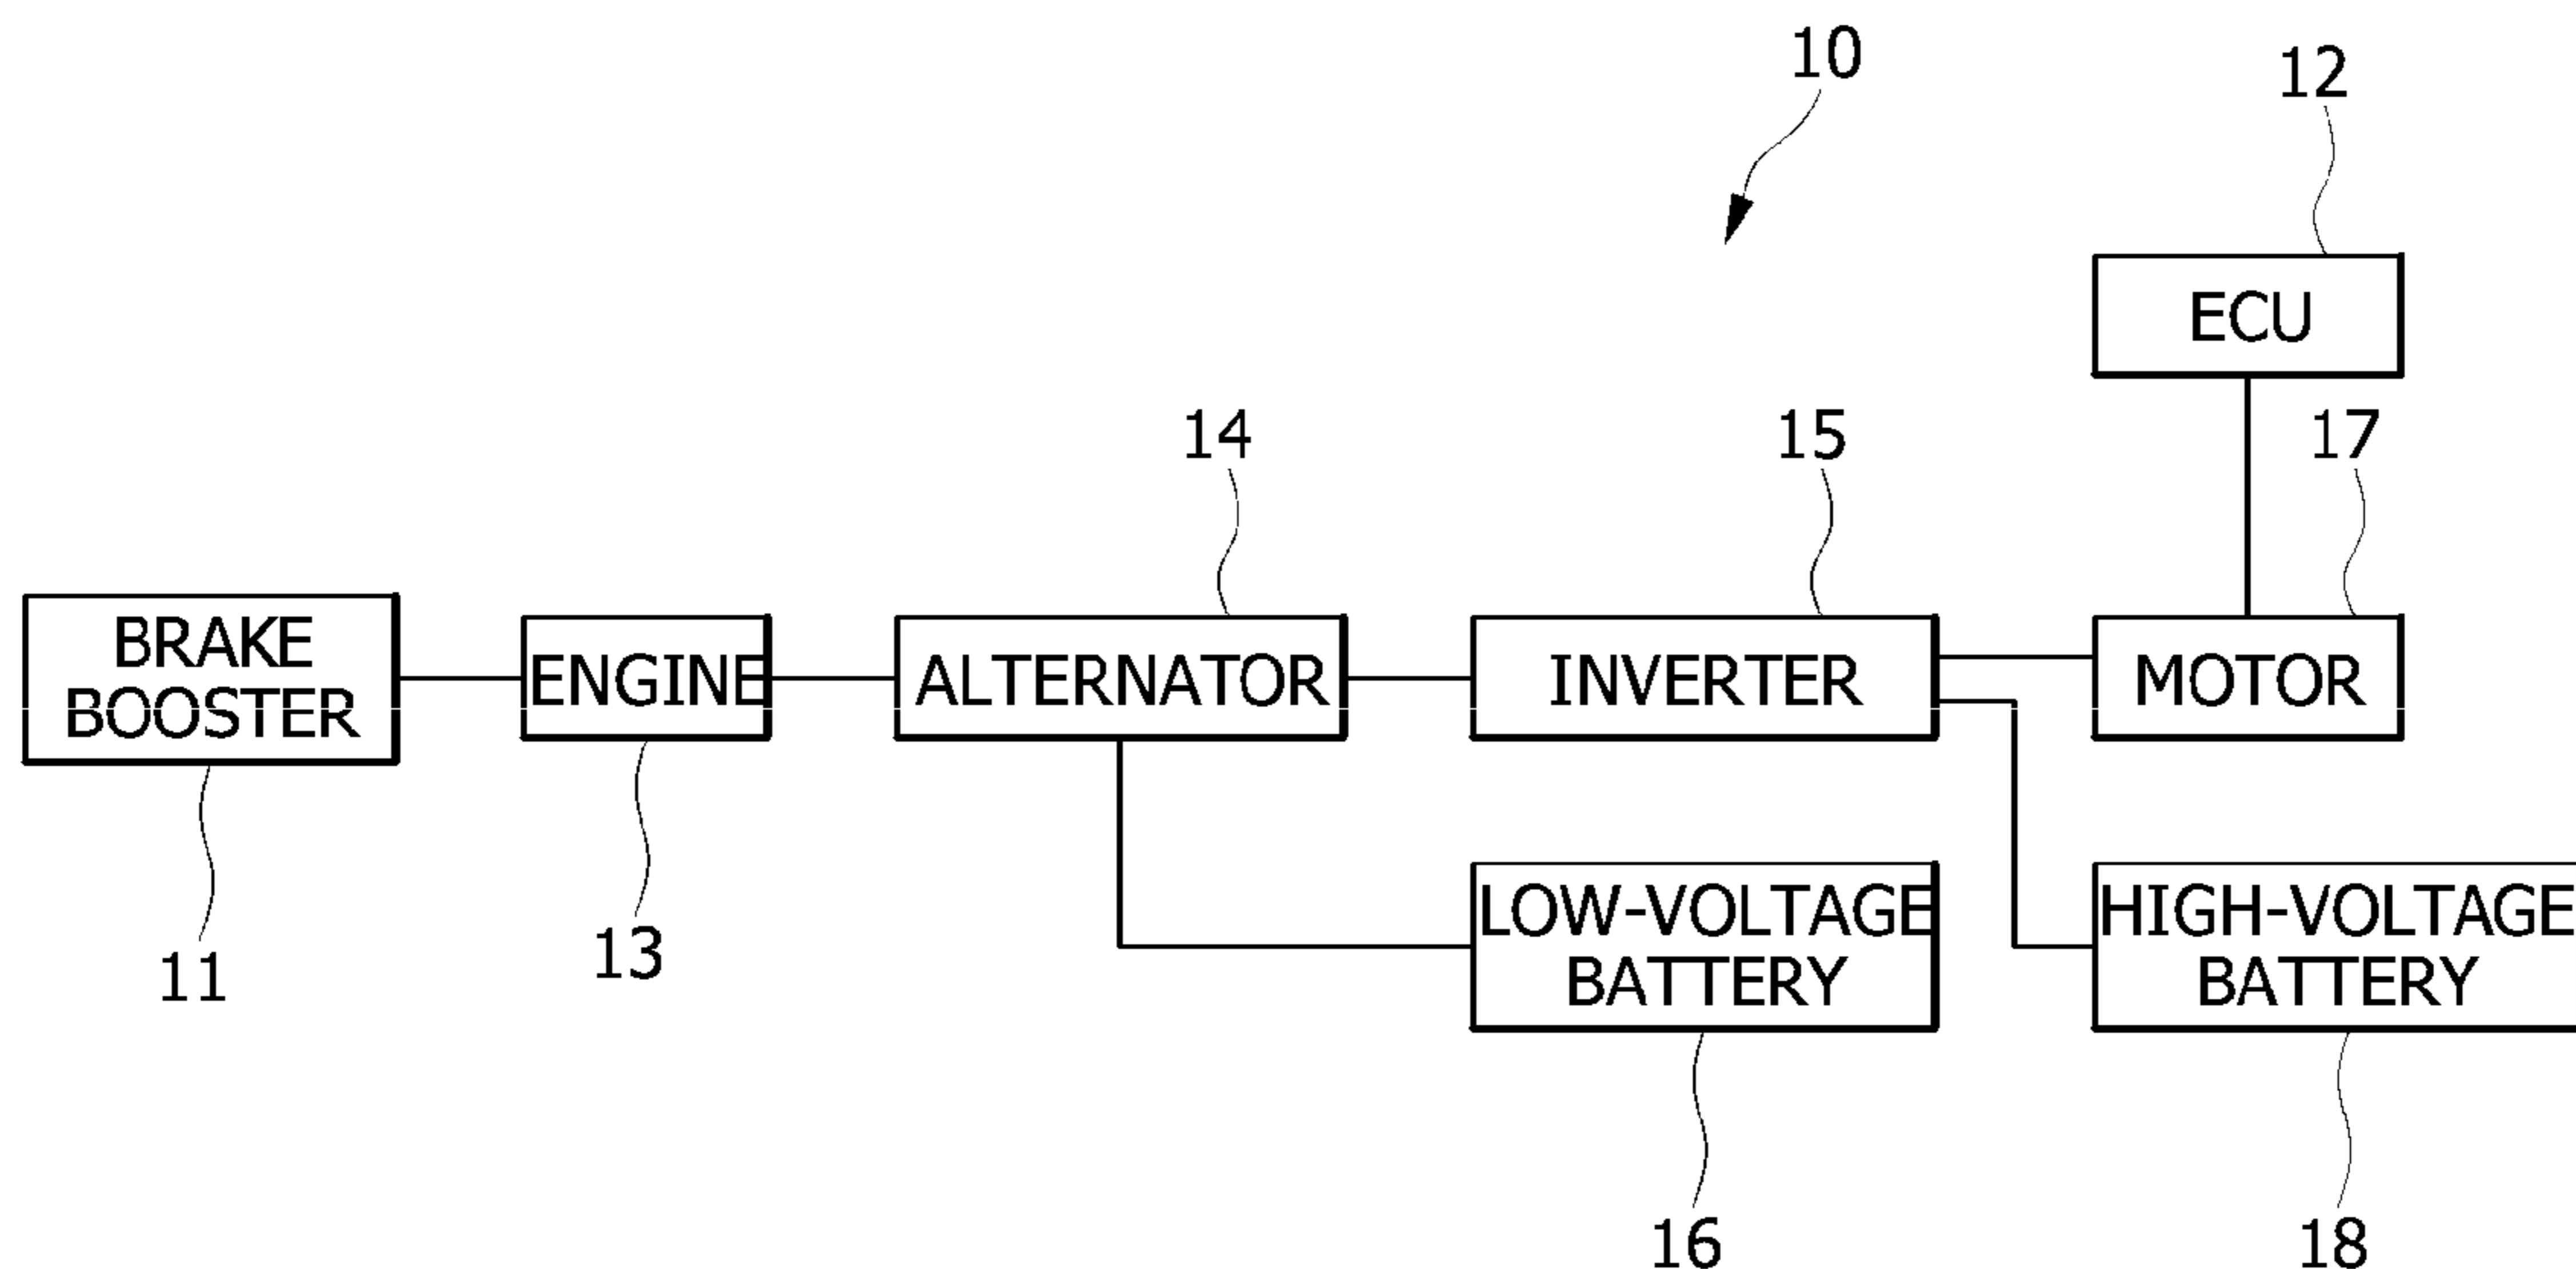 10
12
ECU
14
15
17
BRAKE
BOOSTER
ENGINE
ALTERNATOR
INVERTER
MOTOR
LOW-VOLTAGE
BATTERY
HIGH-VOLTAGE
BATTERY
11
13
16
18